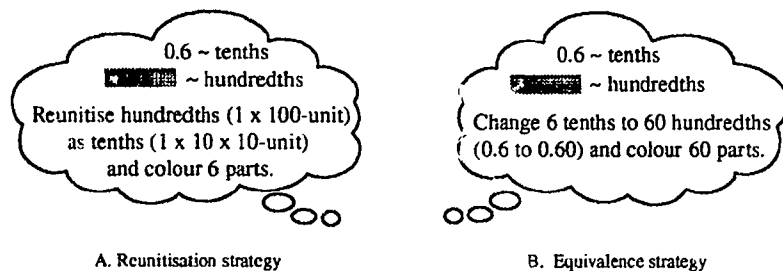 0.6 ~ tenths
~ hundredths
Reunitise hundredths (1 x 100-unit)
as tenths (1 x 10 x 10-unit)
and colour 6 parts.
A. Reunitisation strategy
0.6 ~ tenths
~ hundredths
Change 6 tenths to 60 hundredths
(0.6 to 0.60) and colour 60 parts.
B. Equivalence strategy